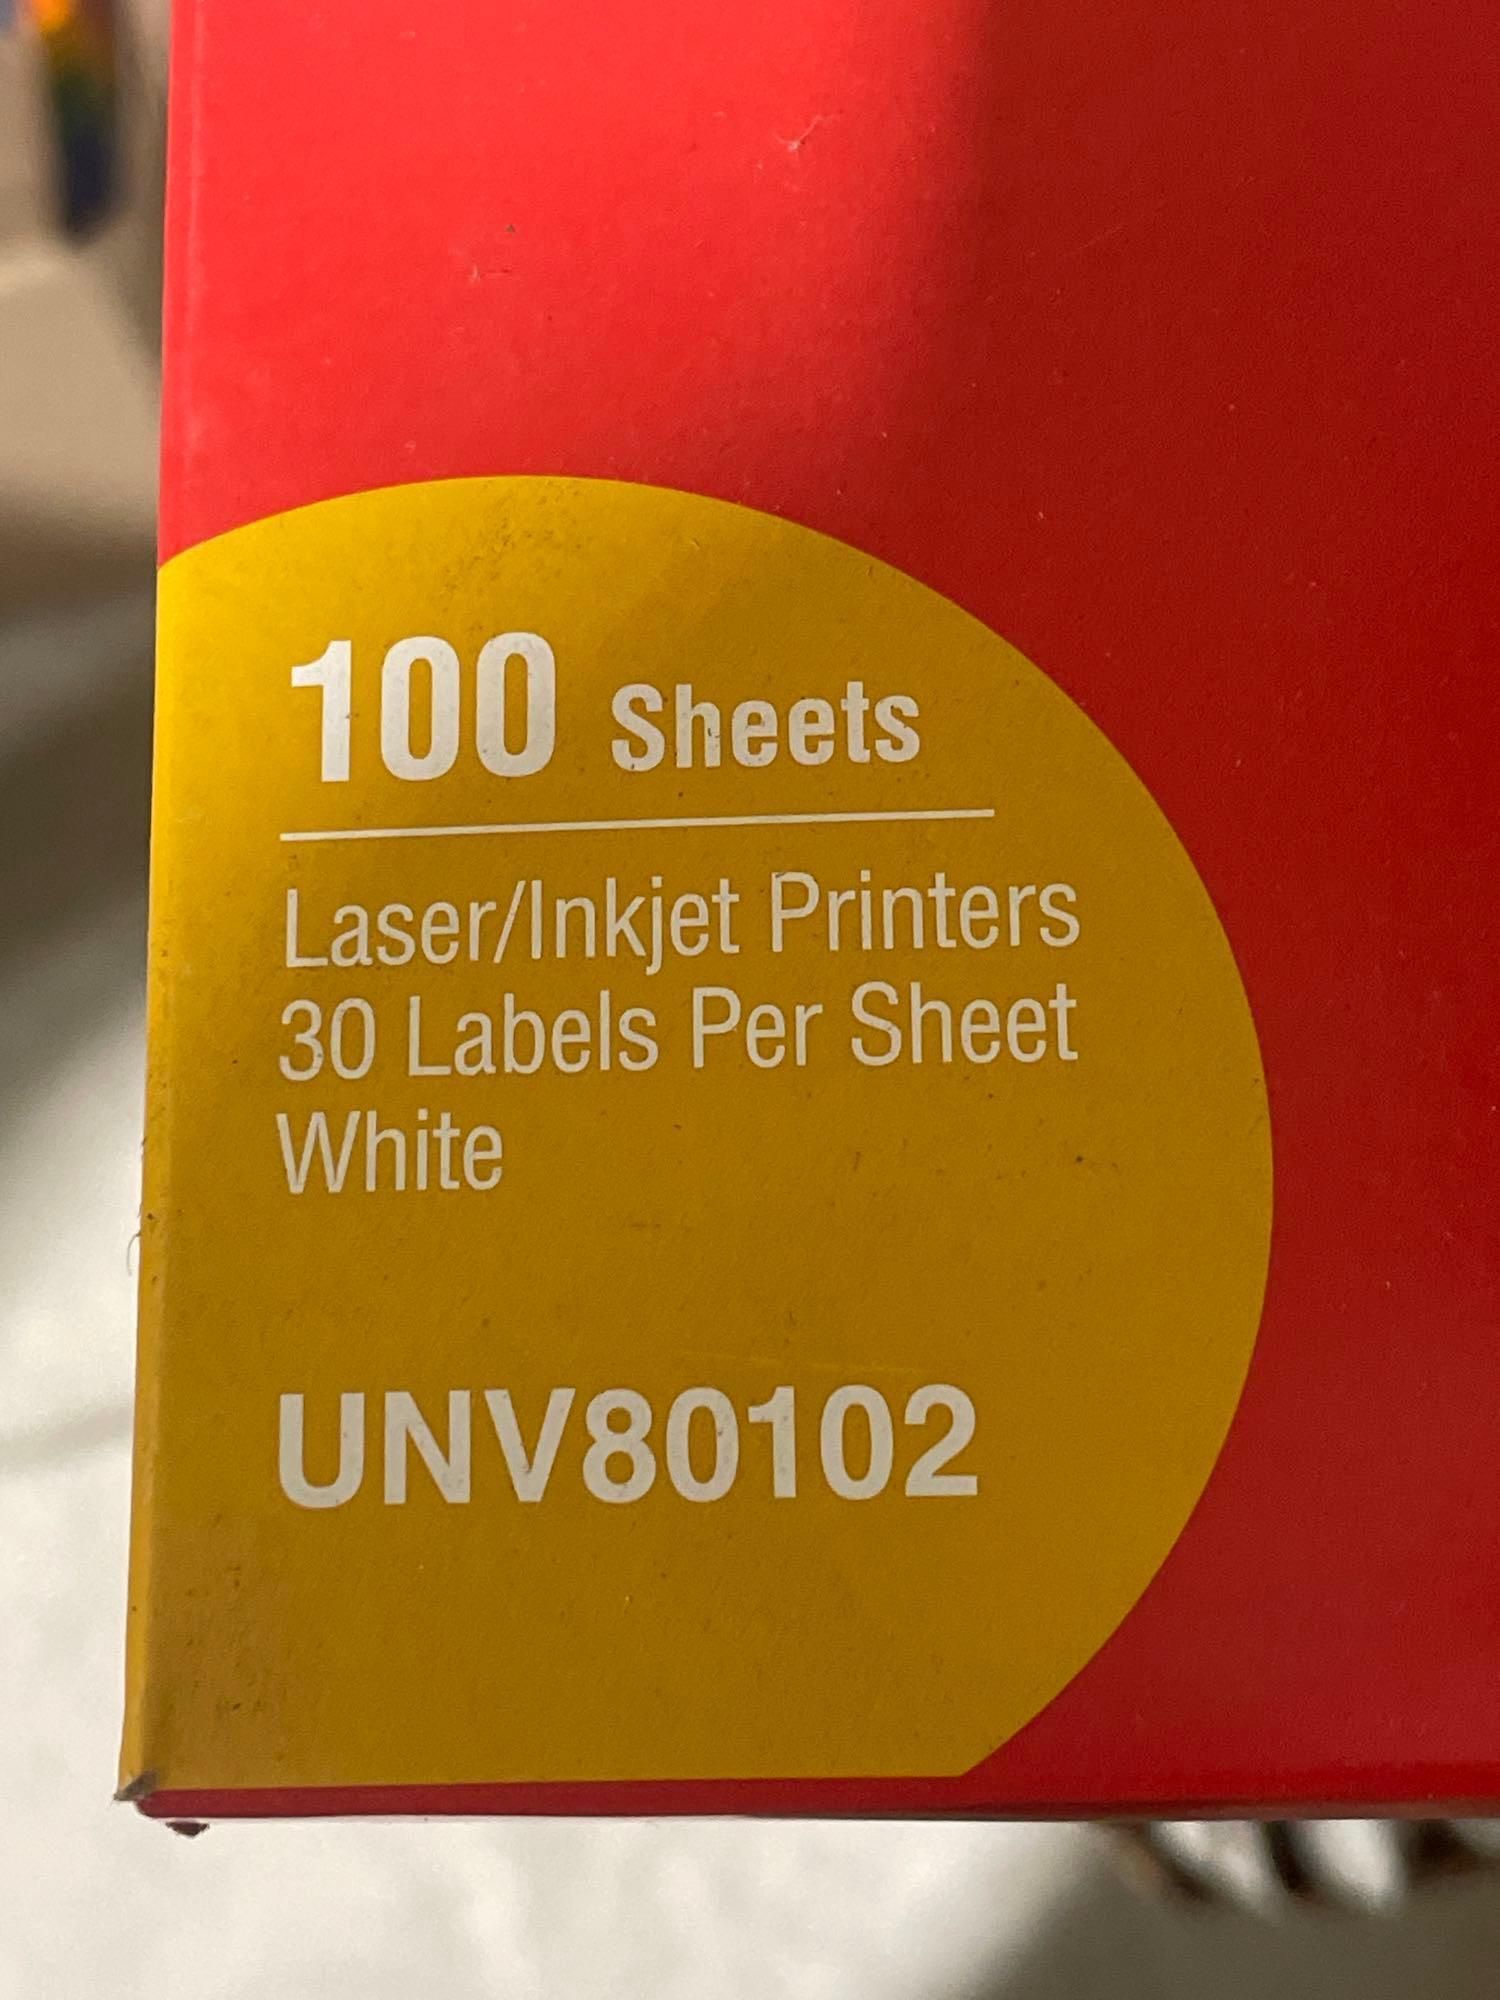 100 Sheets
Laser/Inkjet Printers
30 Labels Per Sheet
White
UNV80102